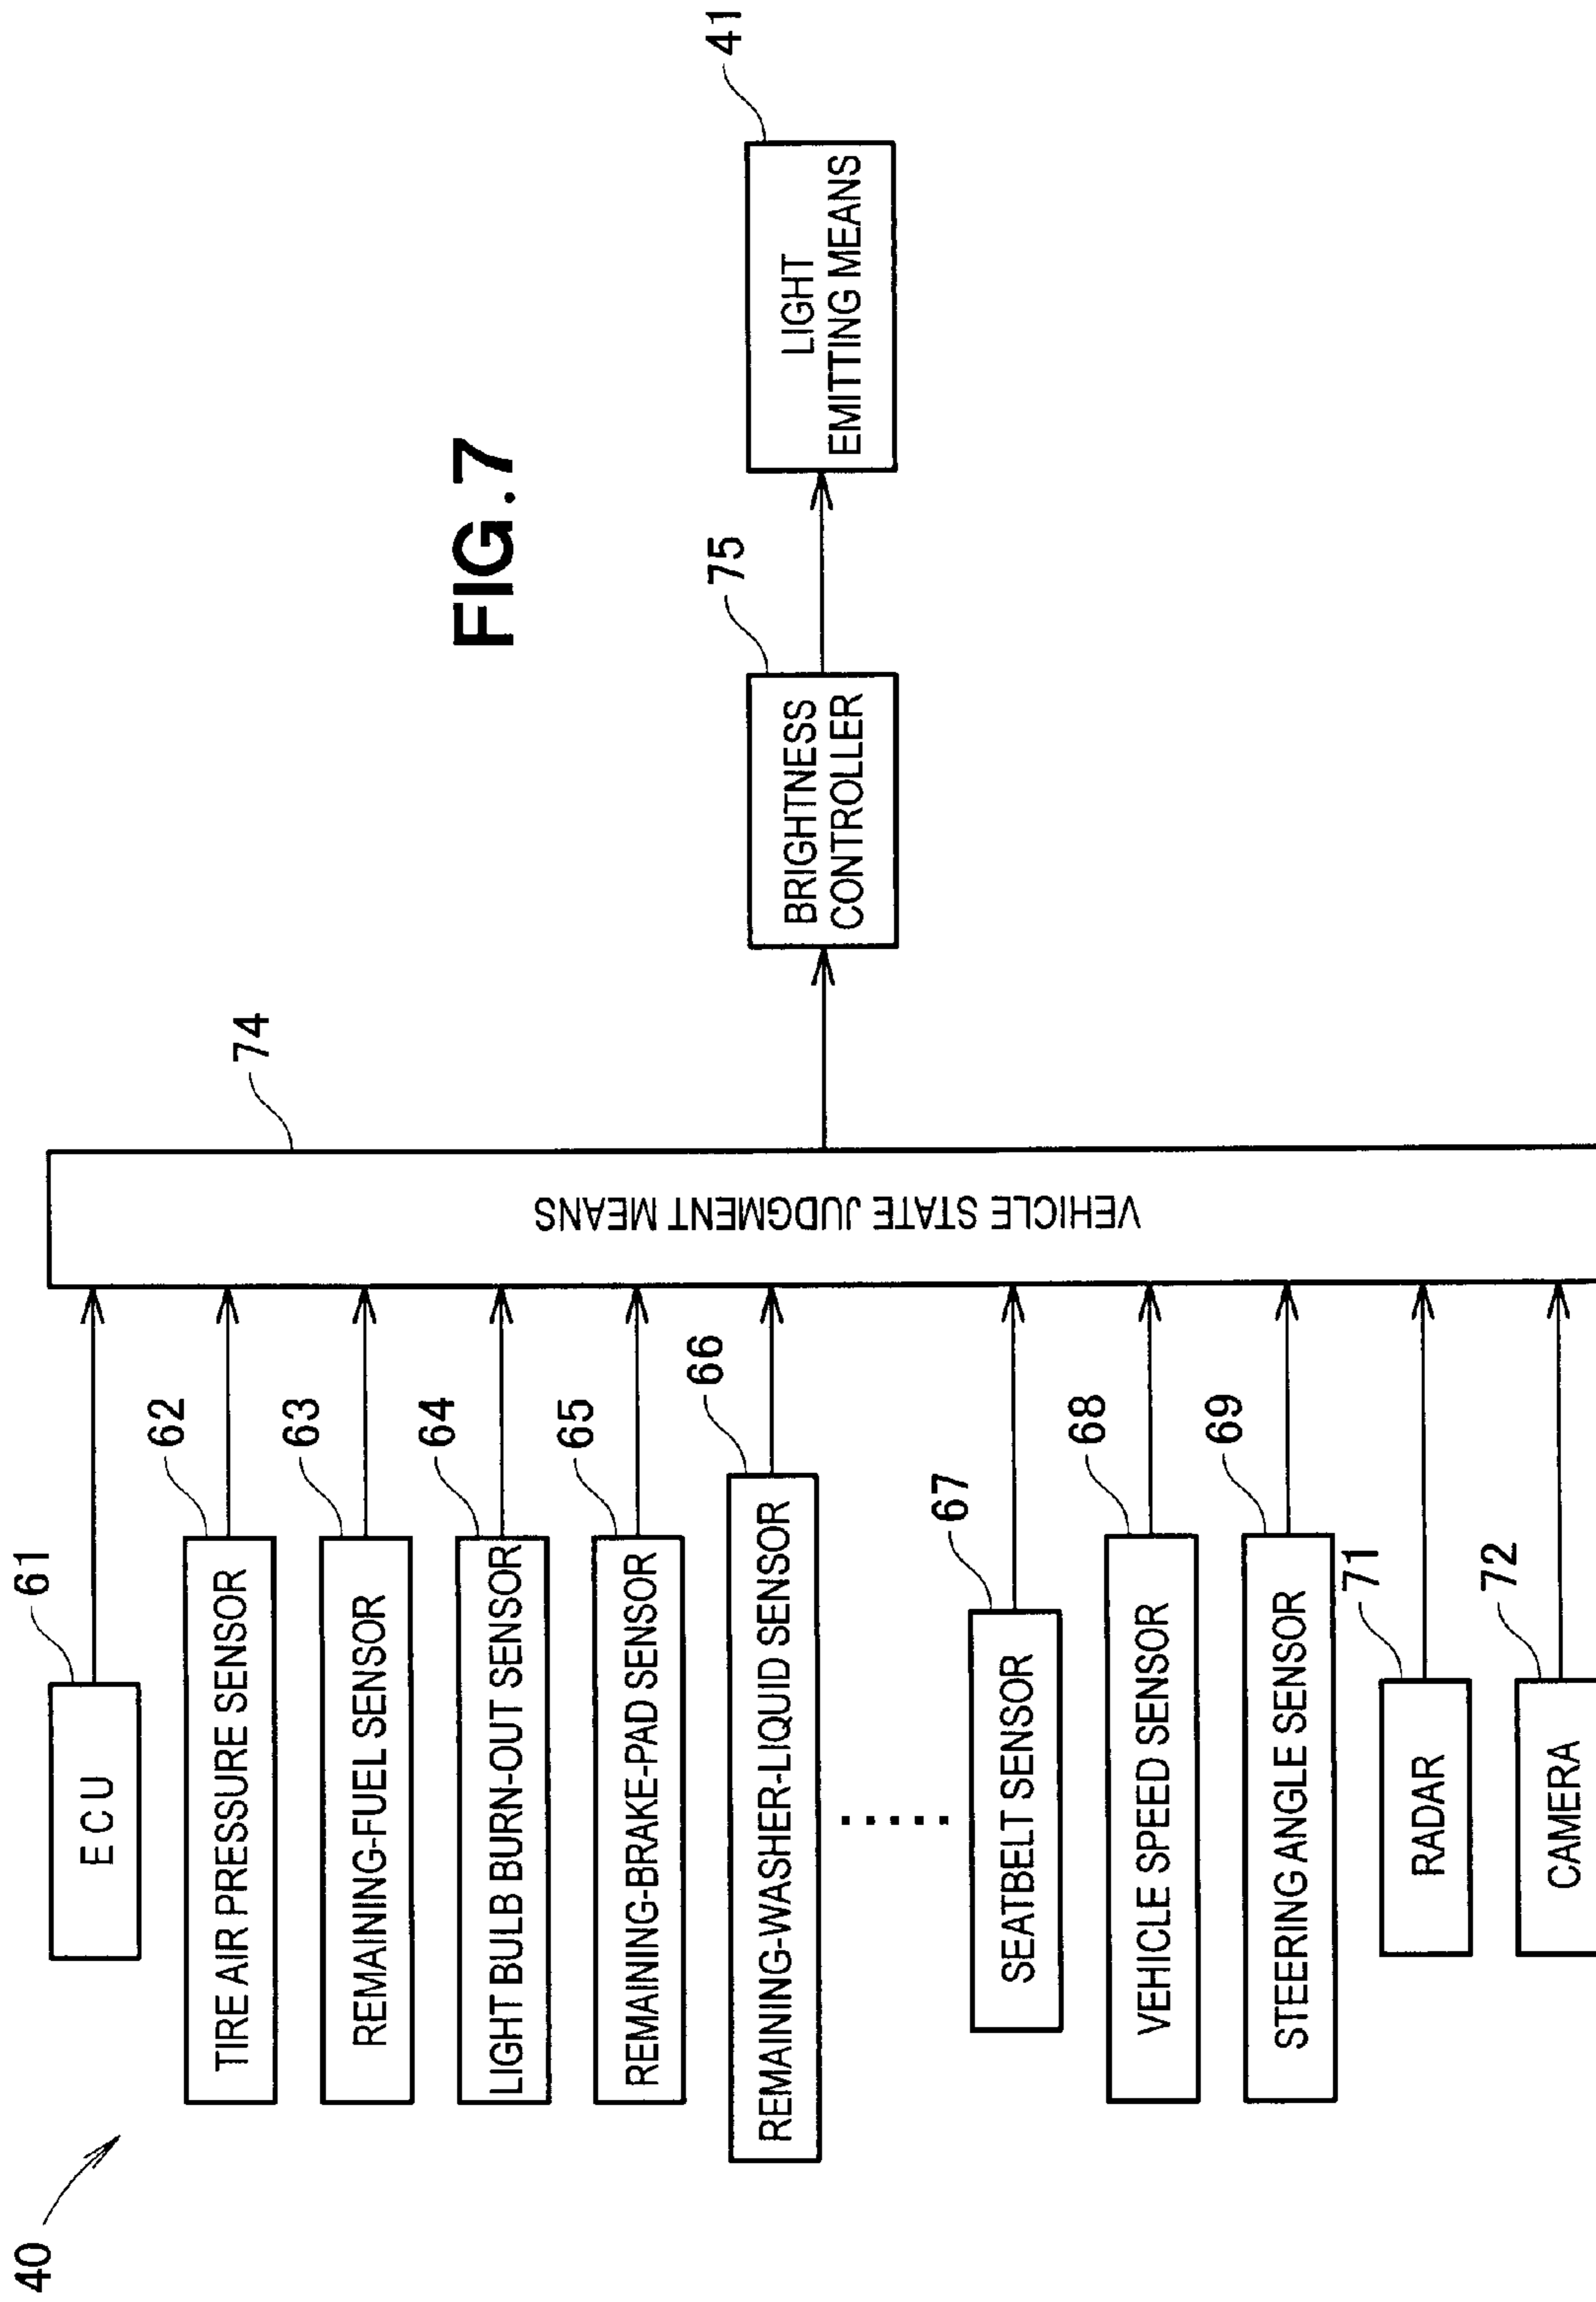 FIG.7
40
61
ECU
62
TIRE AIR PRESSURE SENSOR
63
REMAINING-FUEL SENSOR
64
LIGHT BULB BURN-OUT SENSOR
65
REMAINING-BRAKE-PAD SENSOR
66
REMAINING-WASHER-LIQUID SENSOR
67
SEATBELT SENSOR
68
VEHICLE SPEED SENSOR
69
STEERING ANGLE SENSOR
71
RADAR
72
CAMERA
74
VEHICLE STATE JUDGMENT MEANS
75
BRIGHTNESS
CONTROLLER
41
LIGHT
EMITTING MEANS